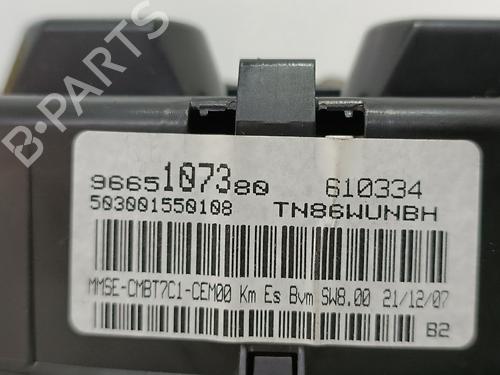 B-PARTS
9665107380 610334
503001550108 TN86WUNBH
MMSE-CMBT7C1-CEM00 Km Es Bvm SW8.00 21/12/07
B2